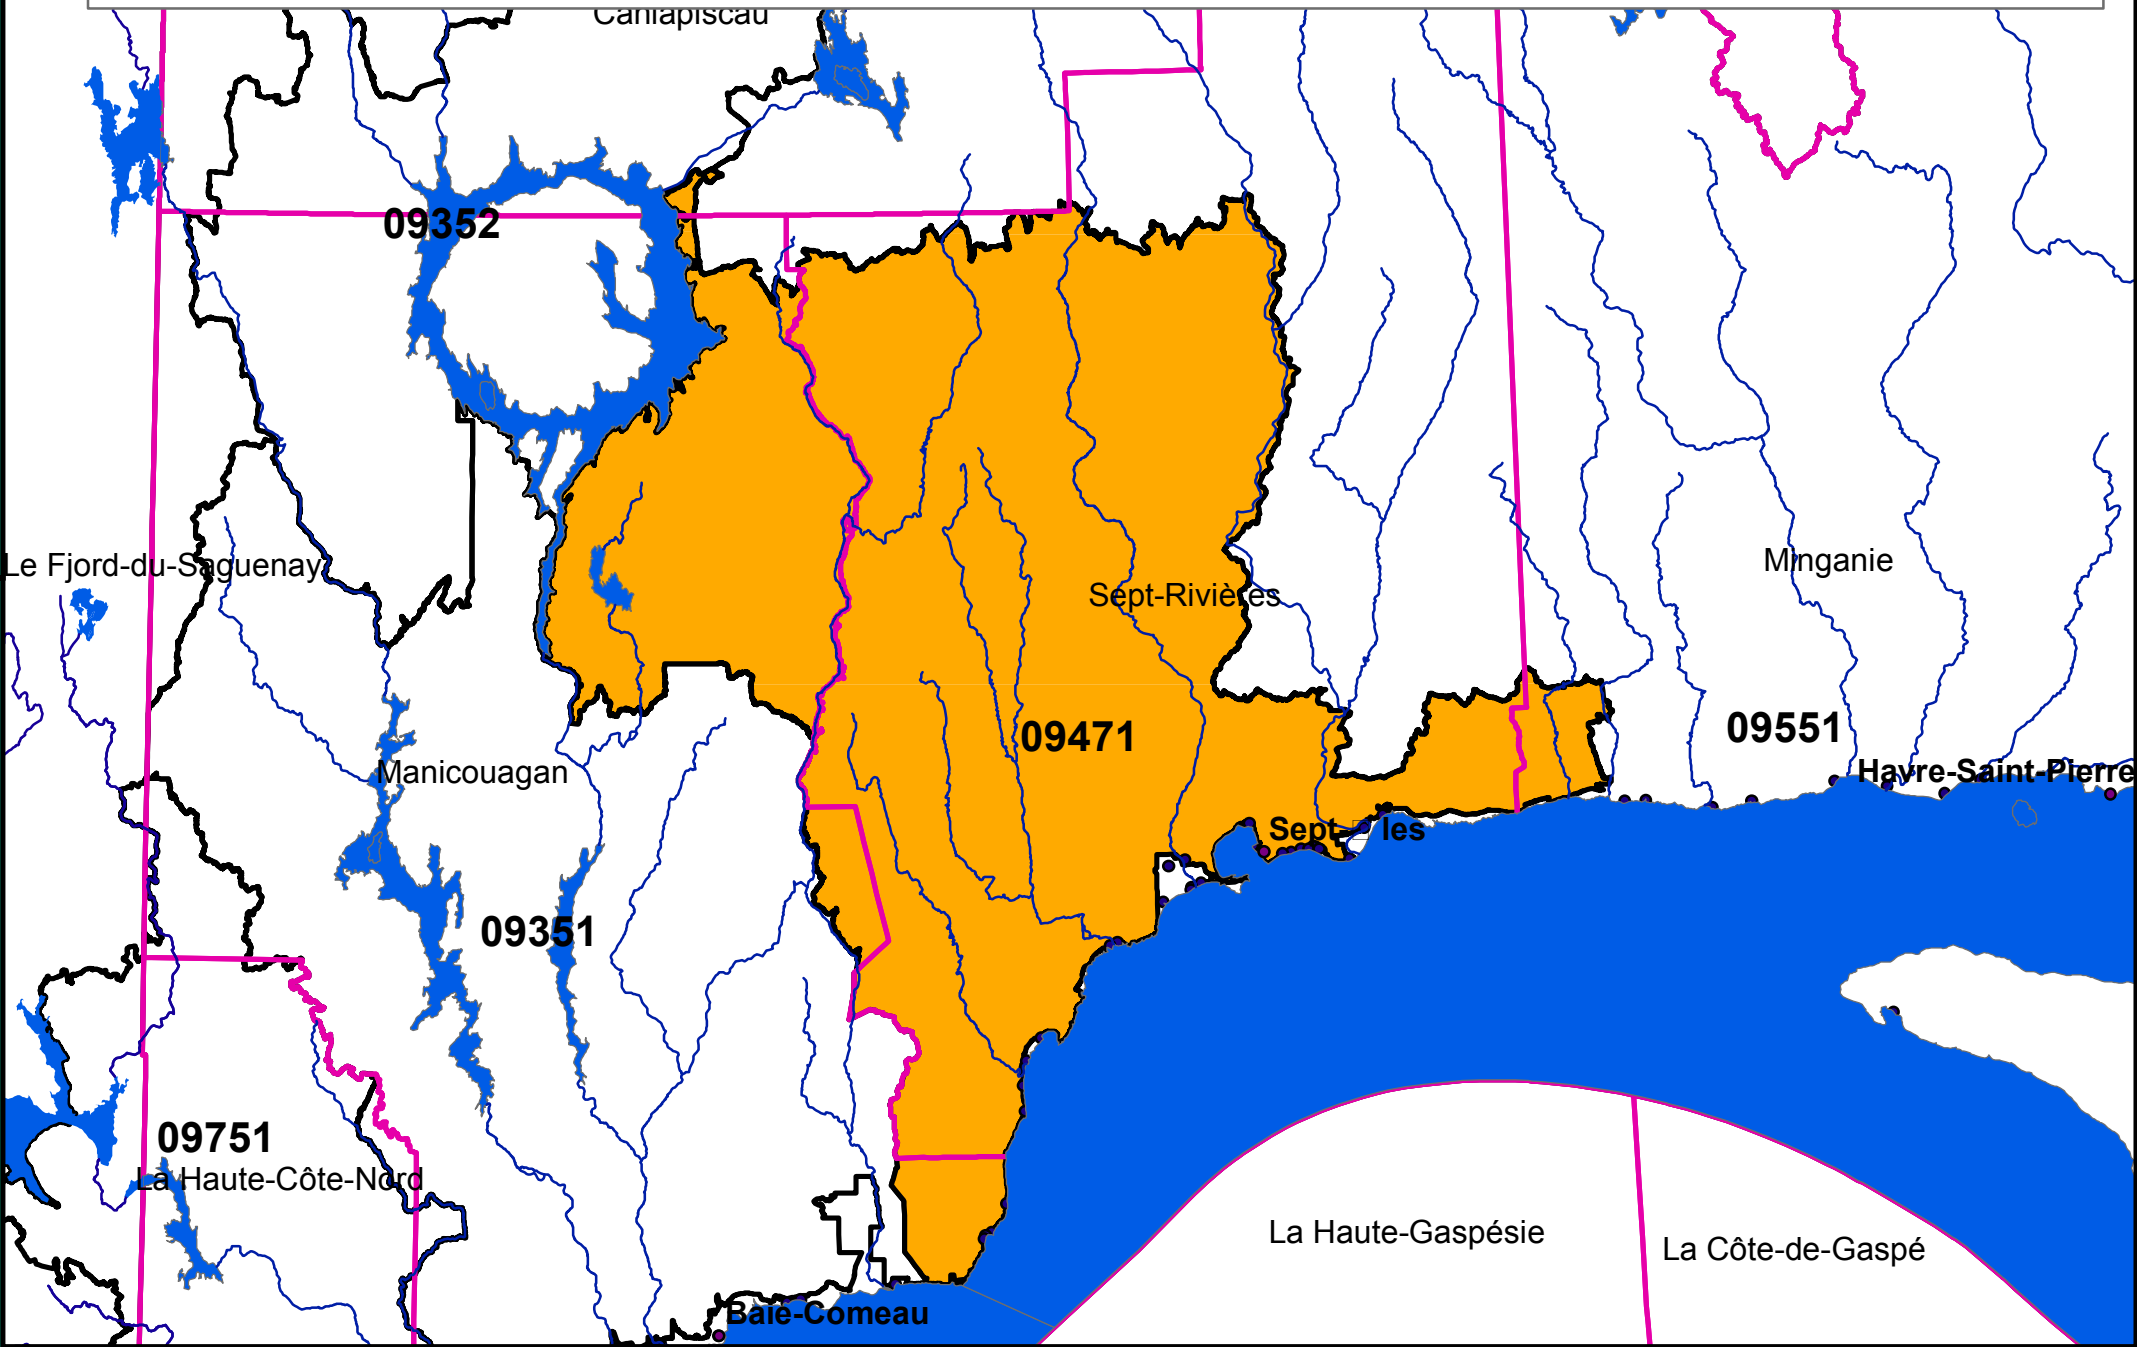 Caniapiscau
09352
Le Fjord-du-Saguenay
Minganie
Sept-Rivières
09471
09551
Manicouagan
Havre-Saint-Pierre
Sept-□ les
09351
09751
La Haute-Côte-Nord
La Haute-Gaspésie
La Côte-de-Gaspé
Baie-Comeau